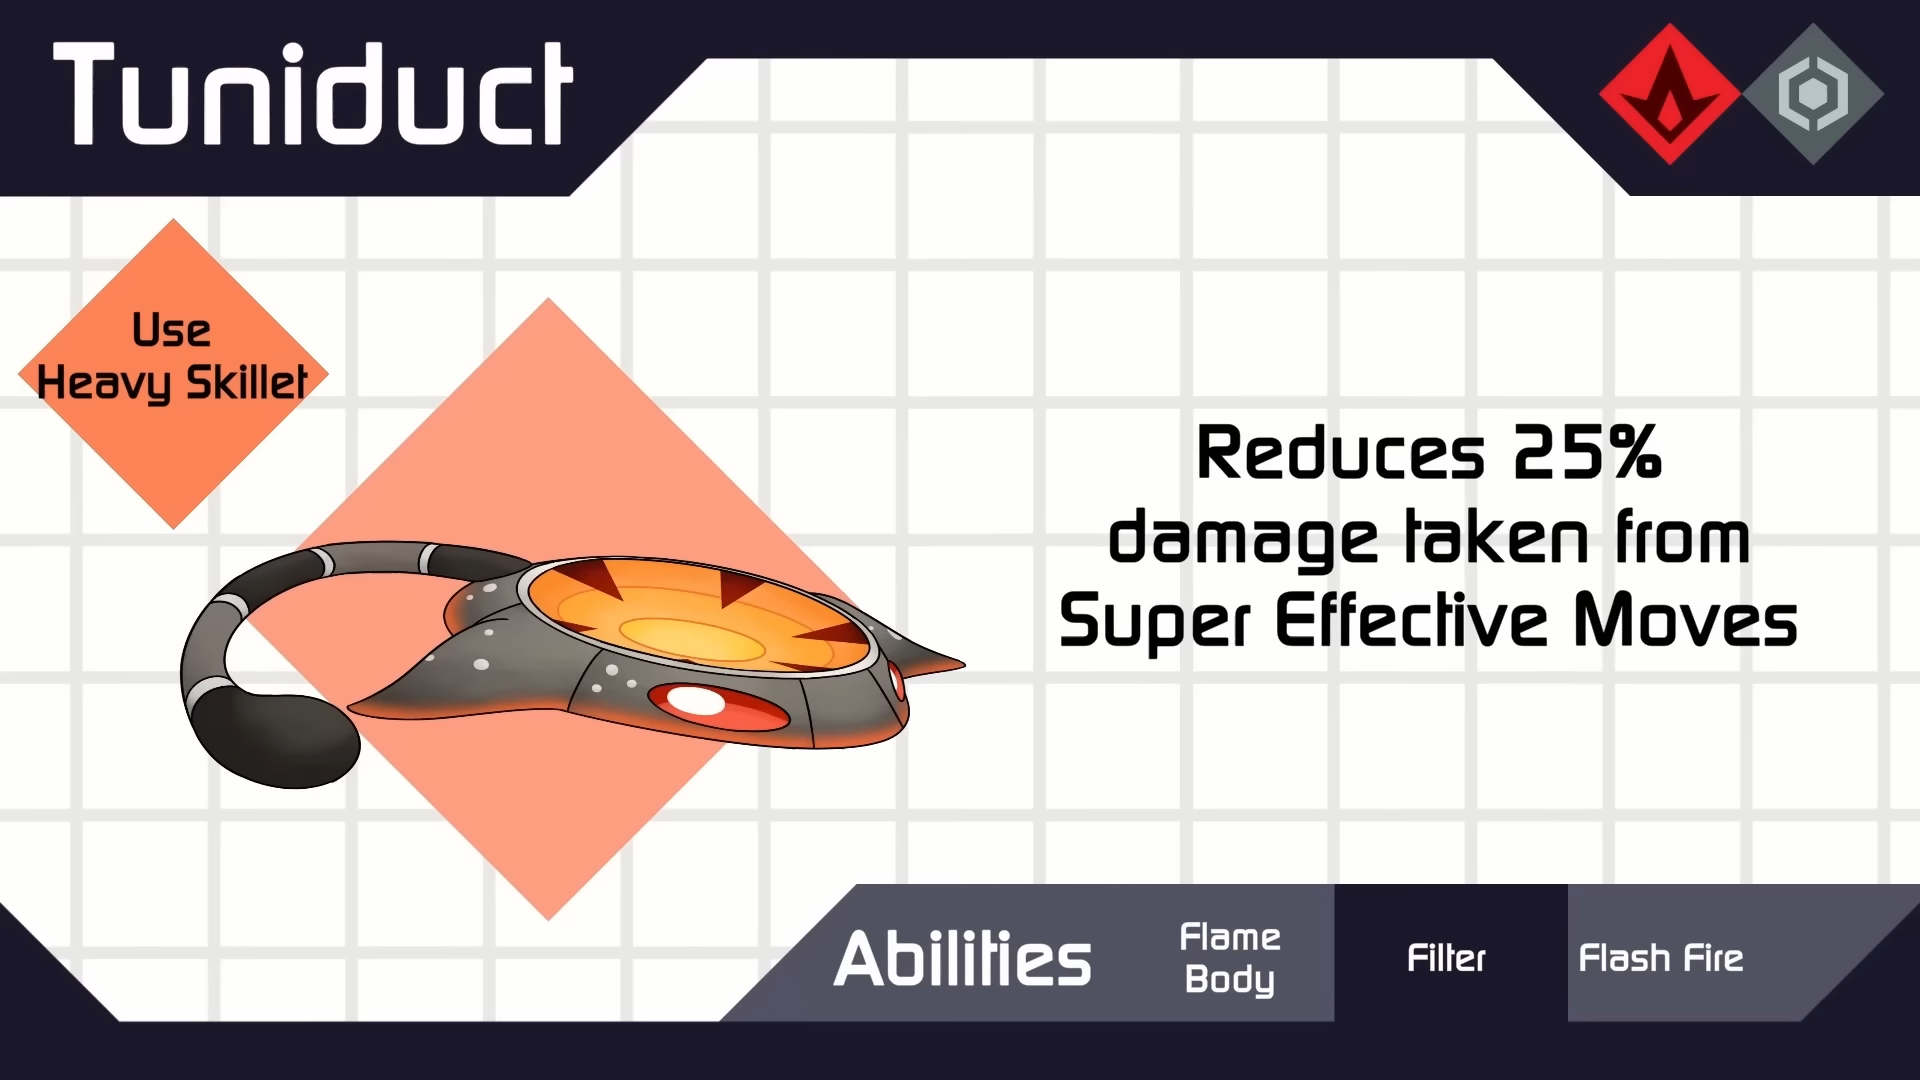 Tuniduct
Use
Heavy Skillet
Reduces 25%
damage taken from
Super Effective Moves
Abilities
Flame
Body
Filter
Flash Fire